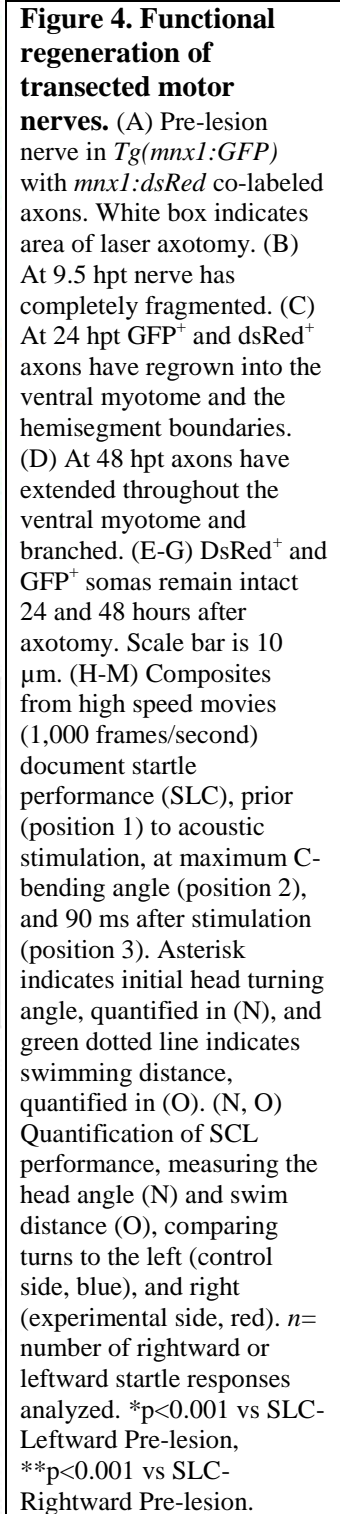 Figure 4. Functional
regeneration of
transected motor
nerves. (A) Pre-lesion
nerve in Tg(mnx1:GFP)
with mnx1:dsRed co-labeled
axons. White box indicates
area of laser axotomy. (B)
At 9.5 hpt nerve has
completely fragmented. (C)
At 24 hpt GFP⁺ and dsRed⁺
axons have regrown into the
ventral myotome and the
hemisegment boundaries.
(D) At 48 hpt axons have
extended throughout the
ventral myotome and
branched. (E-G) DsRed⁺ and
GFP⁺ somas remain intact
24 and 48 hours after
axotomy. Scale bar is 10
µm. (H-M) Composites
from high speed movies
(1,000 frames/second)
document startle
performance (SLC), prior
(position 1) to acoustic
stimulation, at maximum C-
bending angle (position 2),
and 90 ms after stimulation
(position 3). Asterisk
indicates initial head turning
angle, quantified in (N), and
green dotted line indicates
swimming distance,
quantified in (O). (N, O)
Quantification of SCL
performance, measuring the
head angle (N) and swim
distance (O), comparing
turns to the left (control
side, blue), and right
(experimental side, red). n=
number of rightward or
leftward startle responses
analyzed. *p<0.001 vs SLC-
Leftward Pre-lesion,
**p<0.001 vs SLC-
Rightward Pre-lesion.